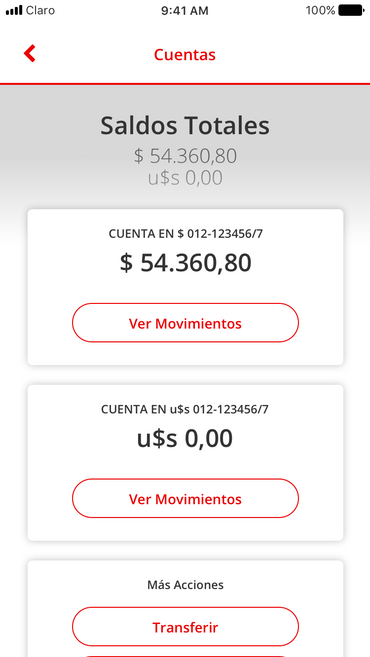 Claro 9:41 AM 100%
Cuentas
Saldos Totales
$ 54.360,80
u$s 0,00
CUENTA EN $ 012-123456/7
$ 54.360,80
Ver Movimientos
CUENTA EN u$s 012-123456/7
u$s 0,00
Ver Movimientos
Más Acciones
Transferir